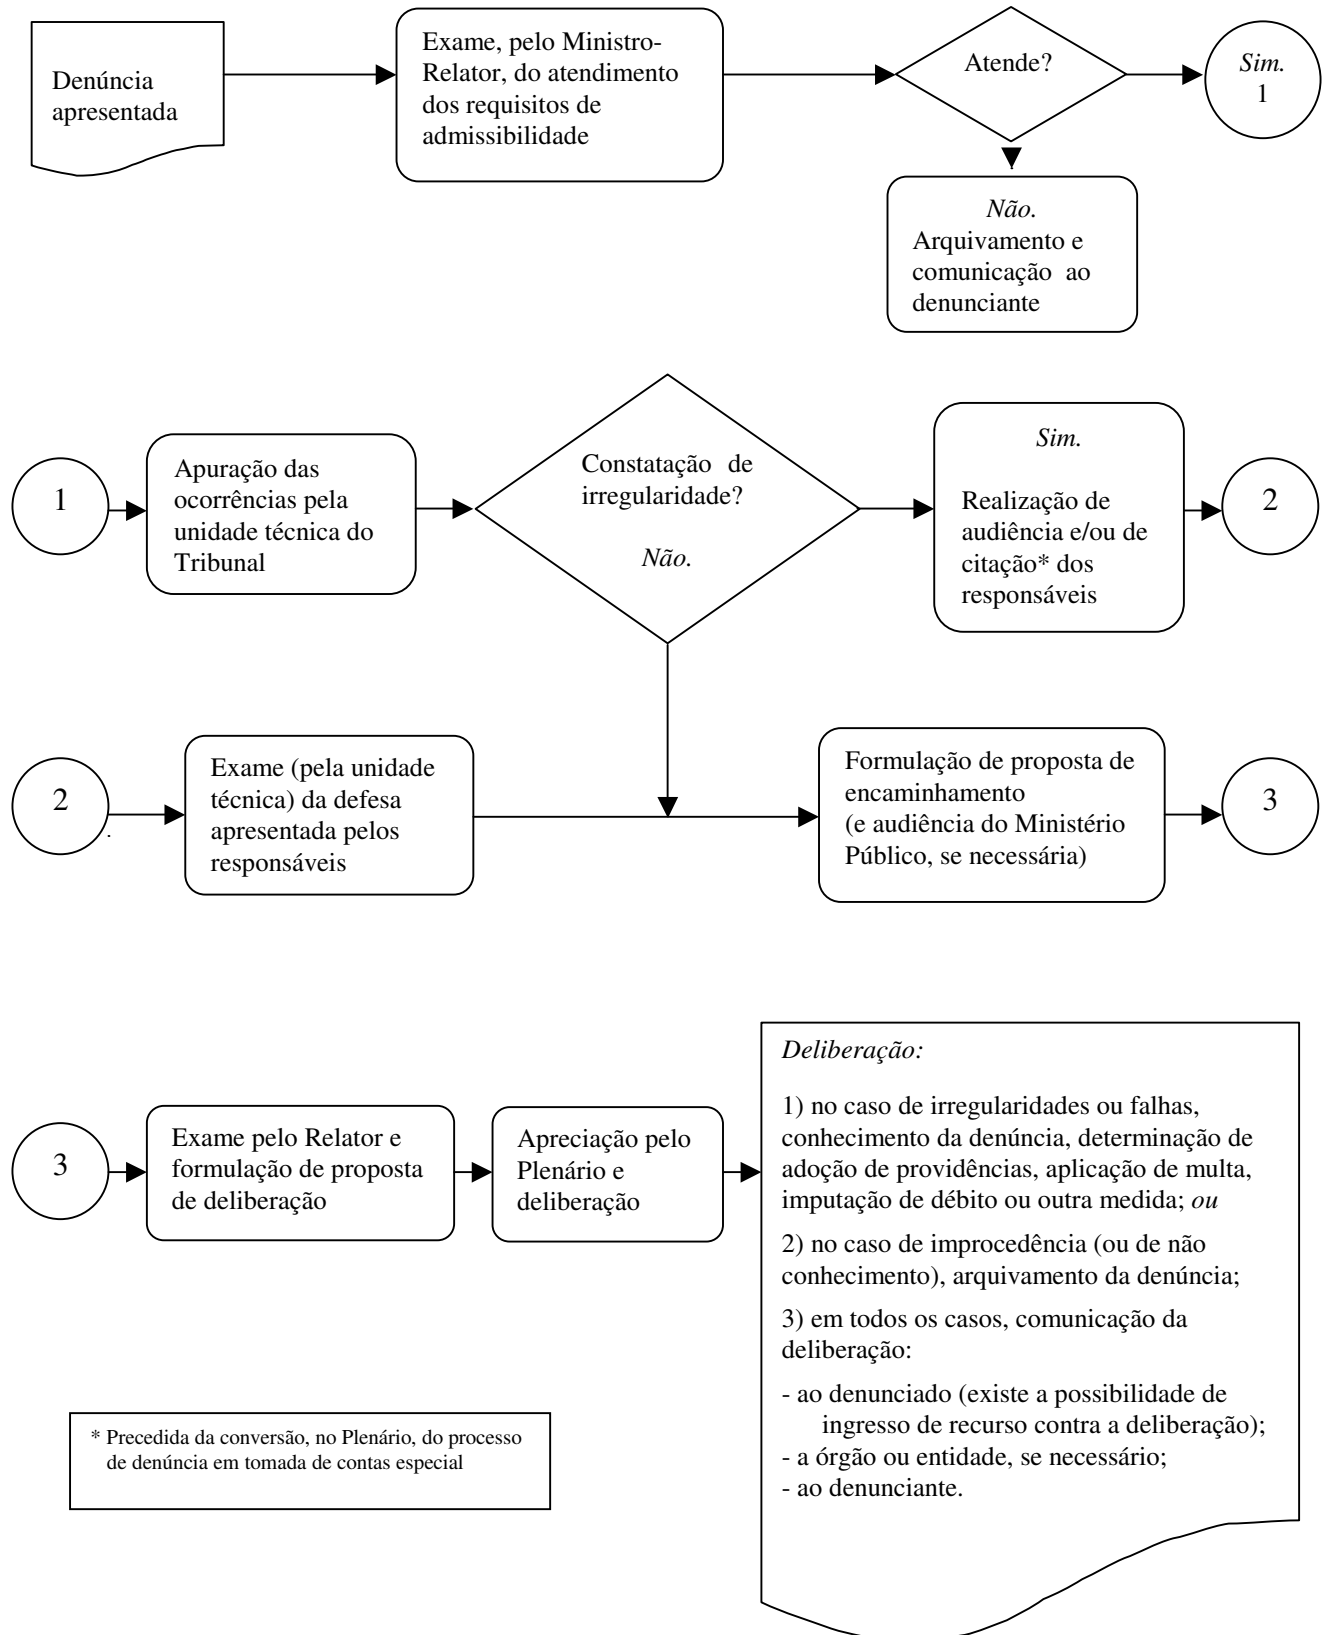 Denúncia
apresentada
Exame, pelo Ministro-
Relator, do atendimento
dos requisitos de
admissibilidade
Atende?
Sim.
1
Não.
Arquivamento e
comunicação ao
denunciante
1
Apuração das
ocorrências pela
unidade técnica do
Tribunal
Constatação de
irregularidade?
Não.
Sim.
Realização de
audiência e/ou de
citação* dos
responsáveis
2
2
Exame (pela unidade
técnica) da defesa
apresentada pelos
responsáveis
Formulação de proposta de
encaminhamento
(e audiência do Ministério
Público, se necessária)
3
3
Exame pelo Relator e
formulação de proposta
de deliberação
Apreciação pelo
Plenário e
deliberação
Deliberação:
1) no caso de irregularidades ou falhas,
conhecimento da denúncia, determinação de
adoção de providências, aplicação de multa,
imputação de débito ou outra medida; ou
2) no caso de improcedência (ou de não
conhecimento), arquivamento da denúncia;
3) em todos os casos, comunicação da
deliberação:
- ao denunciado (existe a possibilidade de
ingresso de recurso contra a deliberação);
- a órgão ou entidade, se necessário;
- ao denunciante.
* Precedida da conversão, no Plenário, do processo
de denúncia em tomada de contas especial